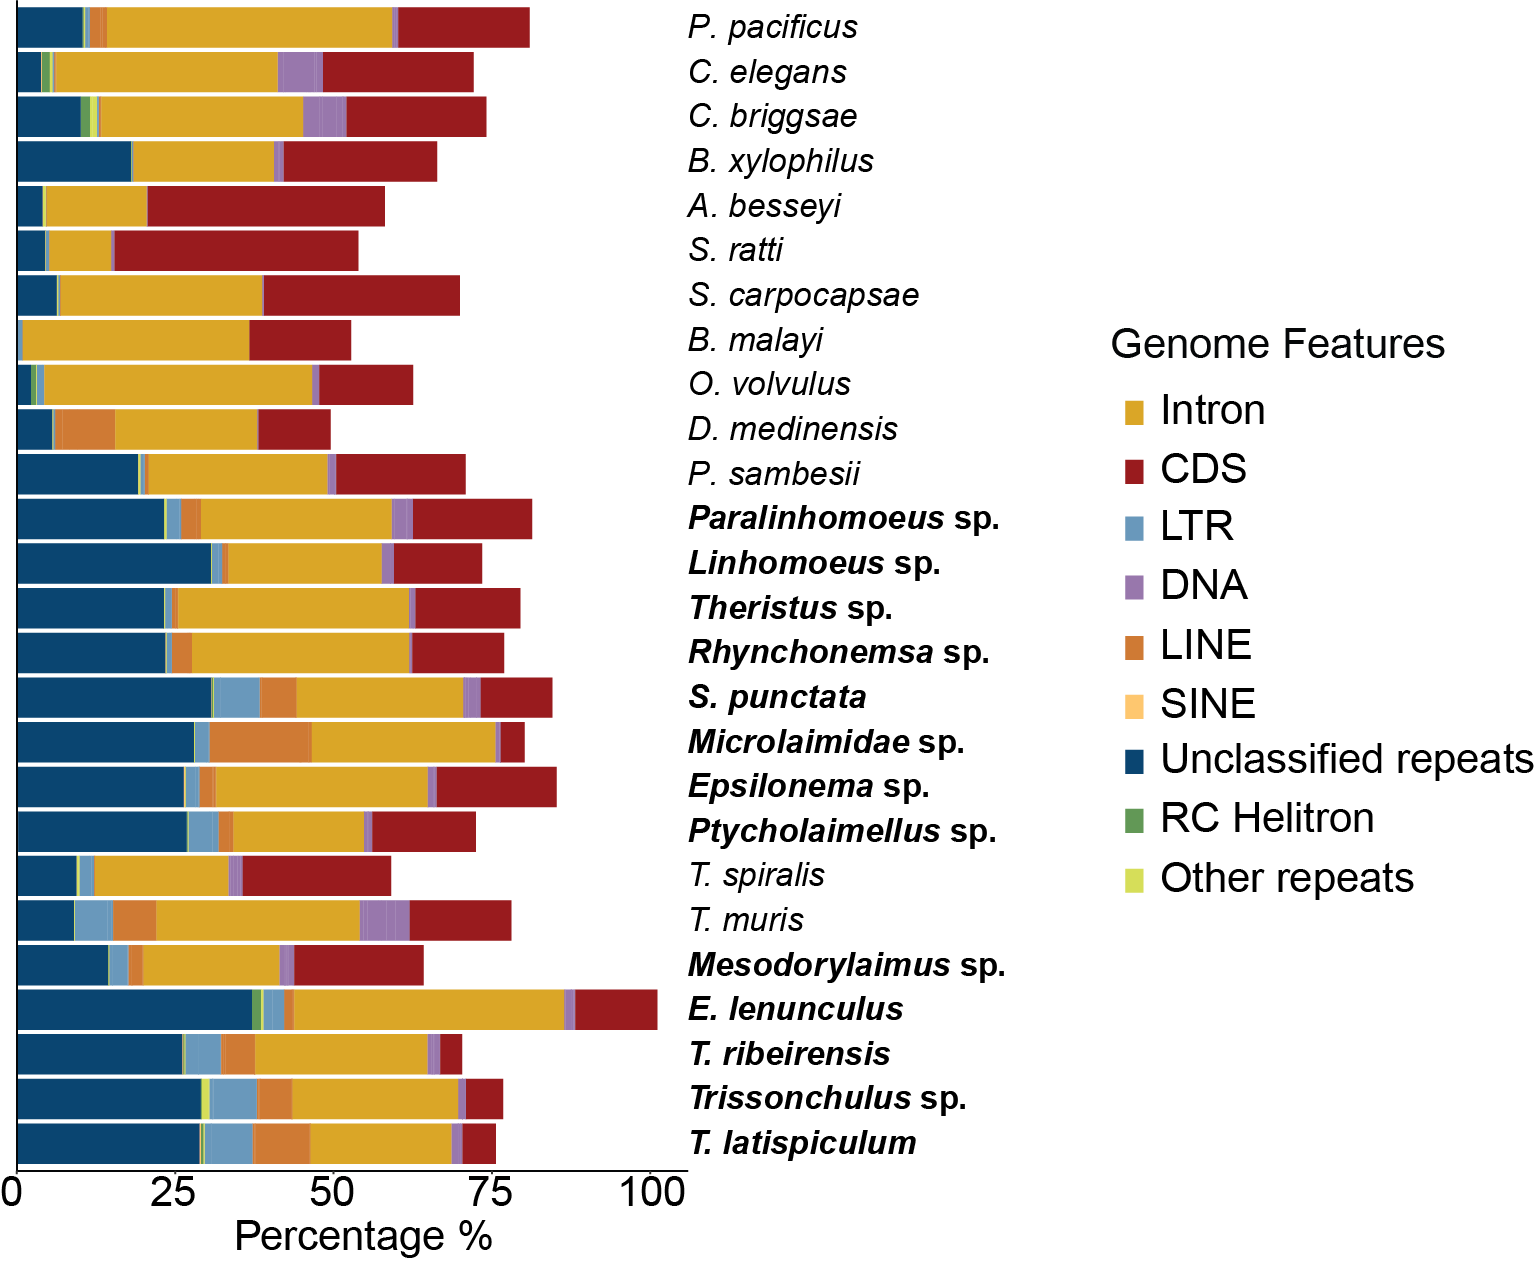 P. pacificus
C. elegans
C. briggsae
B. xylophilus
A. besseyi
S. ratti
S. carpocapsae
B. malayi
O. volvulus
D. medinensis
P. sambesii
Paralinhomoeus sp.
Linhomoeus sp.
Theristus sp.
Rhynchonemsa sp.
S. punctata
Microlaimidae sp.
Epsilonema sp.
Ptycholaimellus sp.
T. spiralis
T. muris
Mesodorylaimus sp.
E. lenunculus
T. ribeirensis
Trissonchulus sp.
T. latispiculum
0 25 50 75 100
Percentage %
Genome Features
Intron
CDS
LTR
DNA
LINE
SINE
Unclassified repeats
RC Helitron
Other repeats